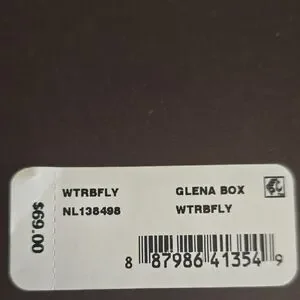 $69.00
WTRBFLY
NL138498
GLENA BOX
WTRBFLY
8 87986 41354 9